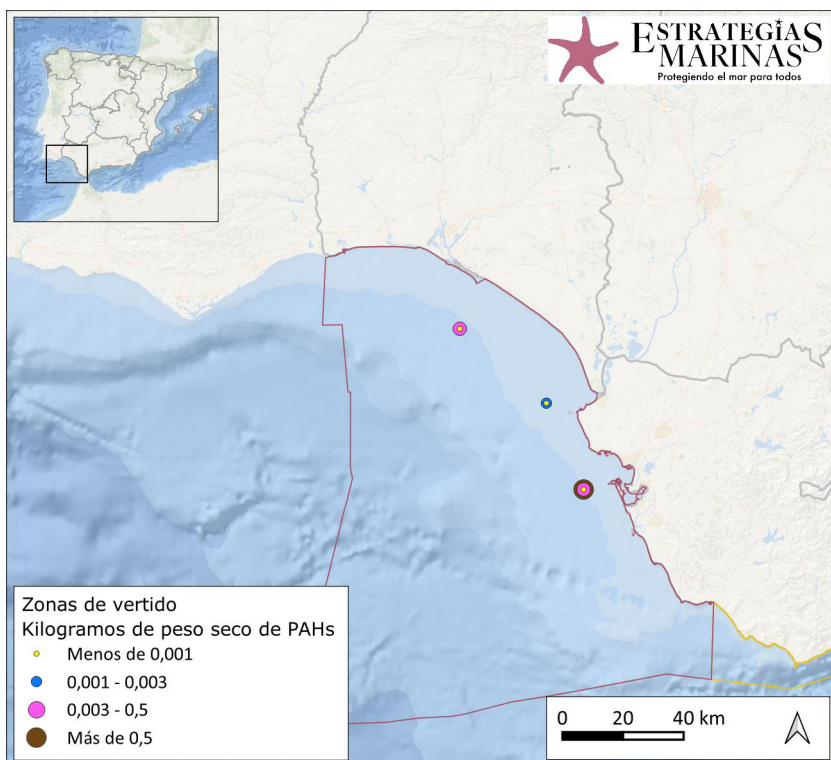 ESTRATEGIAS
MARINAS
Protegiendo el mar para todos
Zonas de vertido
Kilogramos de peso seco de PAHs
Menos de 0,001
0,001 - 0,003
0,003 - 0,5
Más de 0,5
0 20 40 km